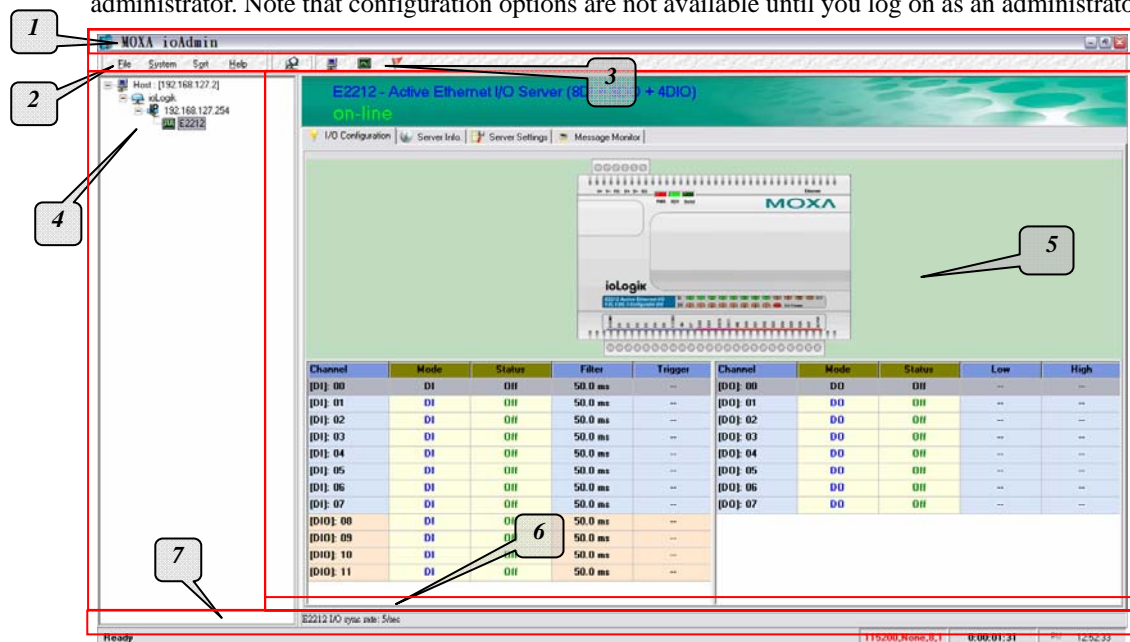 administrator. Note that configuration options are not available until you log on as an administrato
1
MOXA ioAdmin
File System Sort Help
2
3
Host : [192.168.127.2]
ioLogik
192.168.127.254
E2212
4
E2212 - Active Ethernet I/O Server (8D + 4DIO)
on-line
I/O Configuration Server Info. Server Settings Message Monitor
MOXA
ioLogik
5
Channel Mode Status Filter Trigger Channel Mode Status Low High
[DI]: 00 DI Off 50.0 ms -- [DO]: 00 DO Off -- --
[DI]: 01 DI Off 50.0 ms -- [DO]: 01 DO Off -- --
[DI]: 02 DI Off 50.0 ms -- [DO]: 02 DO Off -- --
[DI]: 03 DI Off 50.0 ms -- [DO]: 03 DO Off -- --
[DI]: 04 DI Off 50.0 ms -- [DO]: 04 DO Off -- --
[DI]: 05 DI Off 50.0 ms -- [DO]: 05 DO Off -- --
[DI]: 06 DI Off 50.0 ms -- [DO]: 06 DO Off -- --
[DI]: 07 DI Off 50.0 ms -- [DO]: 07 DO Off -- --
[DIO]: 08 DI Off 50.0 ms --
[DIO]: 09 DI Off 50.0 ms --
[DIO]: 10 DI Off 50.0 ms --
[DIO]: 11 DI Off 50.0 ms --
6
7
E2212 I/O sync rate: 5/sec
Ready 115200,None,8,1 0:00:01:31 12:52:33